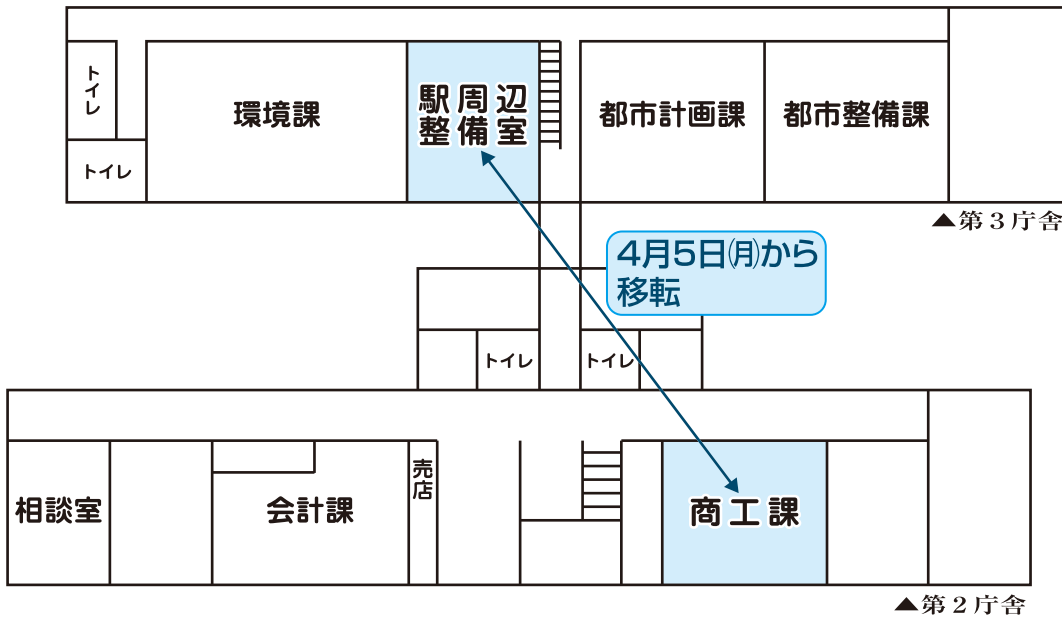 トイレ
トイレ
環境課
駅周辺
整備室
都市計画課
都市整備課
▲第3庁舎
4月5日㈪から
移転
トイレ
トイレ
相談室
会計課
売店
商工課
▲第2庁舎